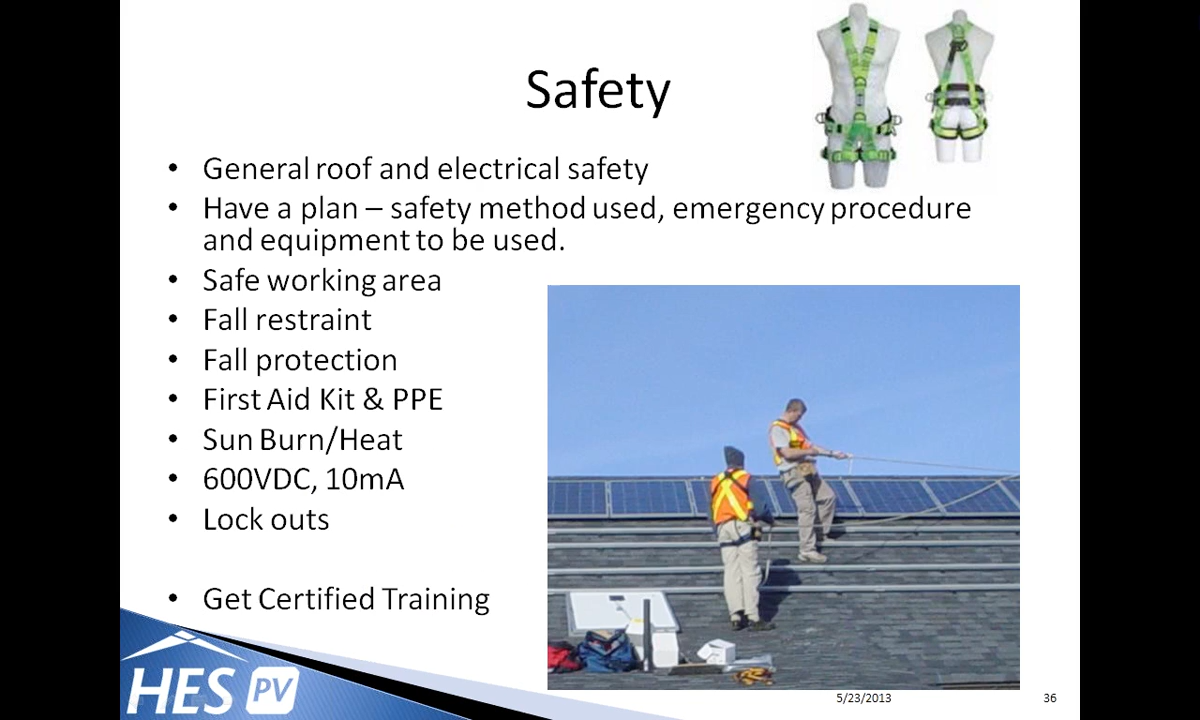 Safety
• General roof and electrical safety
• Have a plan – safety method used, emergency procedure
and equipment to be used.
• Safe working area
• Fall restraint
• Fall protection
• First Aid Kit & PPE
• Sun Burn/Heat
• 600VDC, 10mA
• Lock outs
• Get Certified Training
HES PV
5/23/2013
36